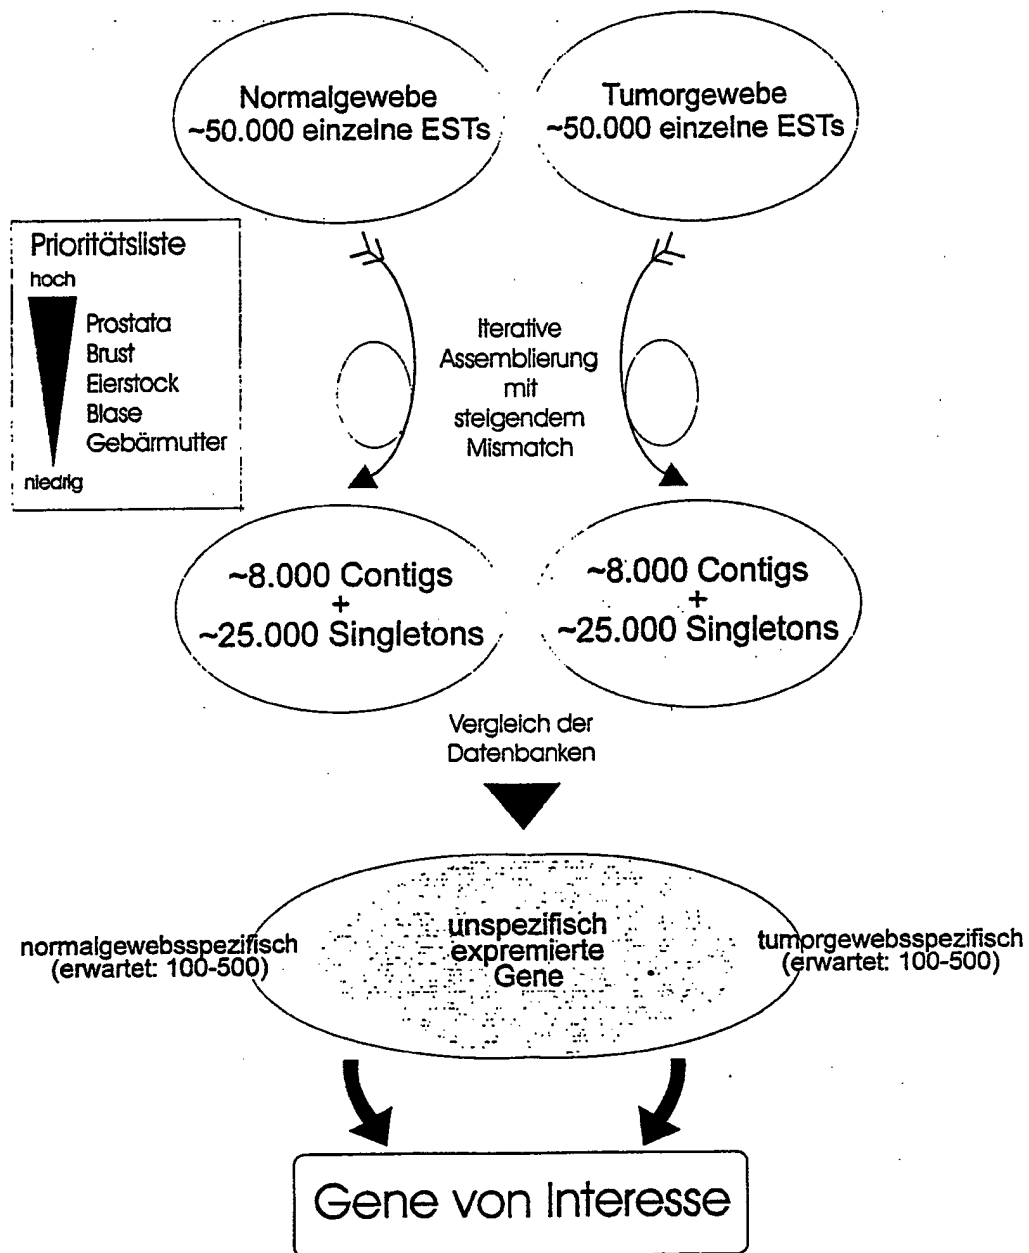 Normalgewebe
~50.000 einzelne ESTs
Tumorgewebe
~50.000 einzelne ESTs
Prioritätsliste
hoch
Prostata
Brust
Eierstock
Blase
Gebärmutter
niedrig
Iterative
Assemblierung
mit
steigendem
Mismatch
~8.000 Contigs
+
~25.000 Singletons
~8.000 Contigs
+
~25.000 Singletons
Vergleich der
Datenbanken
normalgewebsspezifisch
(erwartet: 100-500)
unspezifisch
expremierte
Gene
tumorgewebsspezifisch
(erwartet: 100-500)
Gene von Interesse